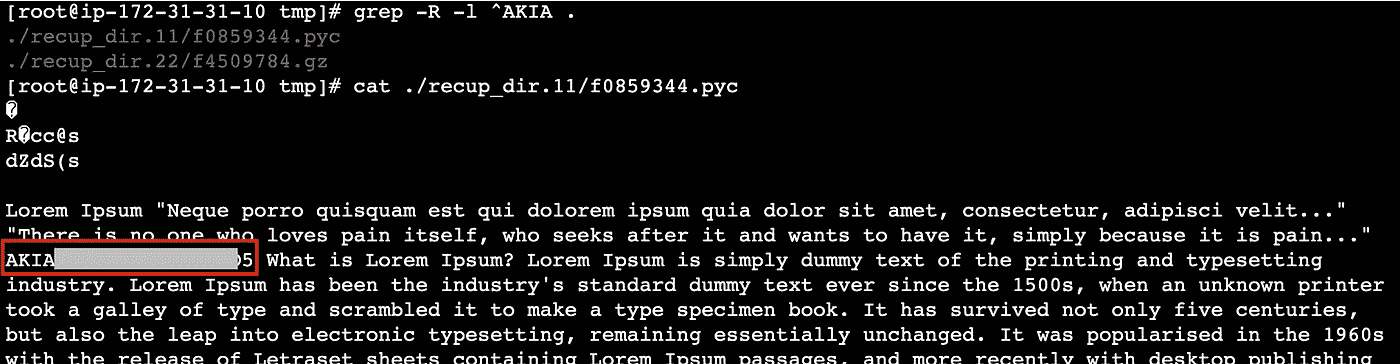 [root@ip-172-31-31-10 tmp]# grep -R -l ^AKIA .
./recup_dir.11/f0859344.pyc
./recup_dir.22/f4509784.gz
[root@ip-172-31-31-10 tmp]# cat ./recup_dir.11/f0859344.pyc
�
R�cc@s
dZdS(s
Lorem Ipsum "Neque porro quisquam est qui dolorem ipsum quia dolor sit amet, consectetur, adipisci velit..."
"There is no one who loves pain itself, who seeks after it and wants to have it, simply because it is pain..."
AKIA 5 What is Lorem Ipsum? Lorem Ipsum is simply dummy text of the printing and typesetting
industry. Lorem Ipsum has been the industry's standard dummy text ever since the 1500s, when an unknown printer
took a galley of type and scrambled it to make a type specimen book. It has survived not only five centuries,
but also the leap into electronic typesetting, remaining essentially unchanged. It was popularised in the 1960s
with the release of Letraset sheets containing Lorem Ipsum passages, and more recently with desktop publishing